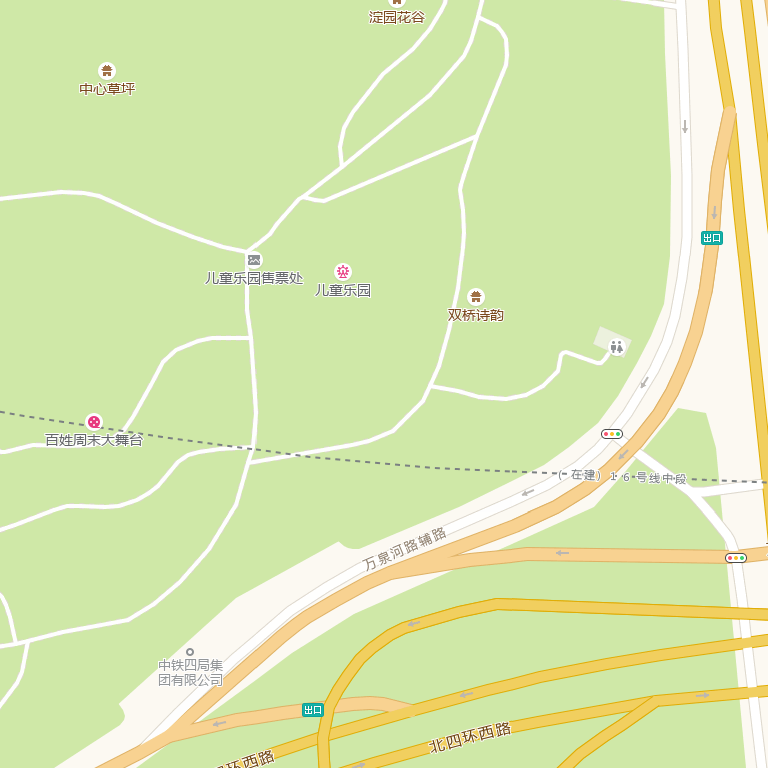 淀园花谷
中心草坪
出口
儿童乐园售票处
儿童乐园
双桥诗韵
百姓周末大舞台
(在建)16号线中段
万泉河路辅路
中铁四局集
团有限公司
出口
北四环西路
环西路